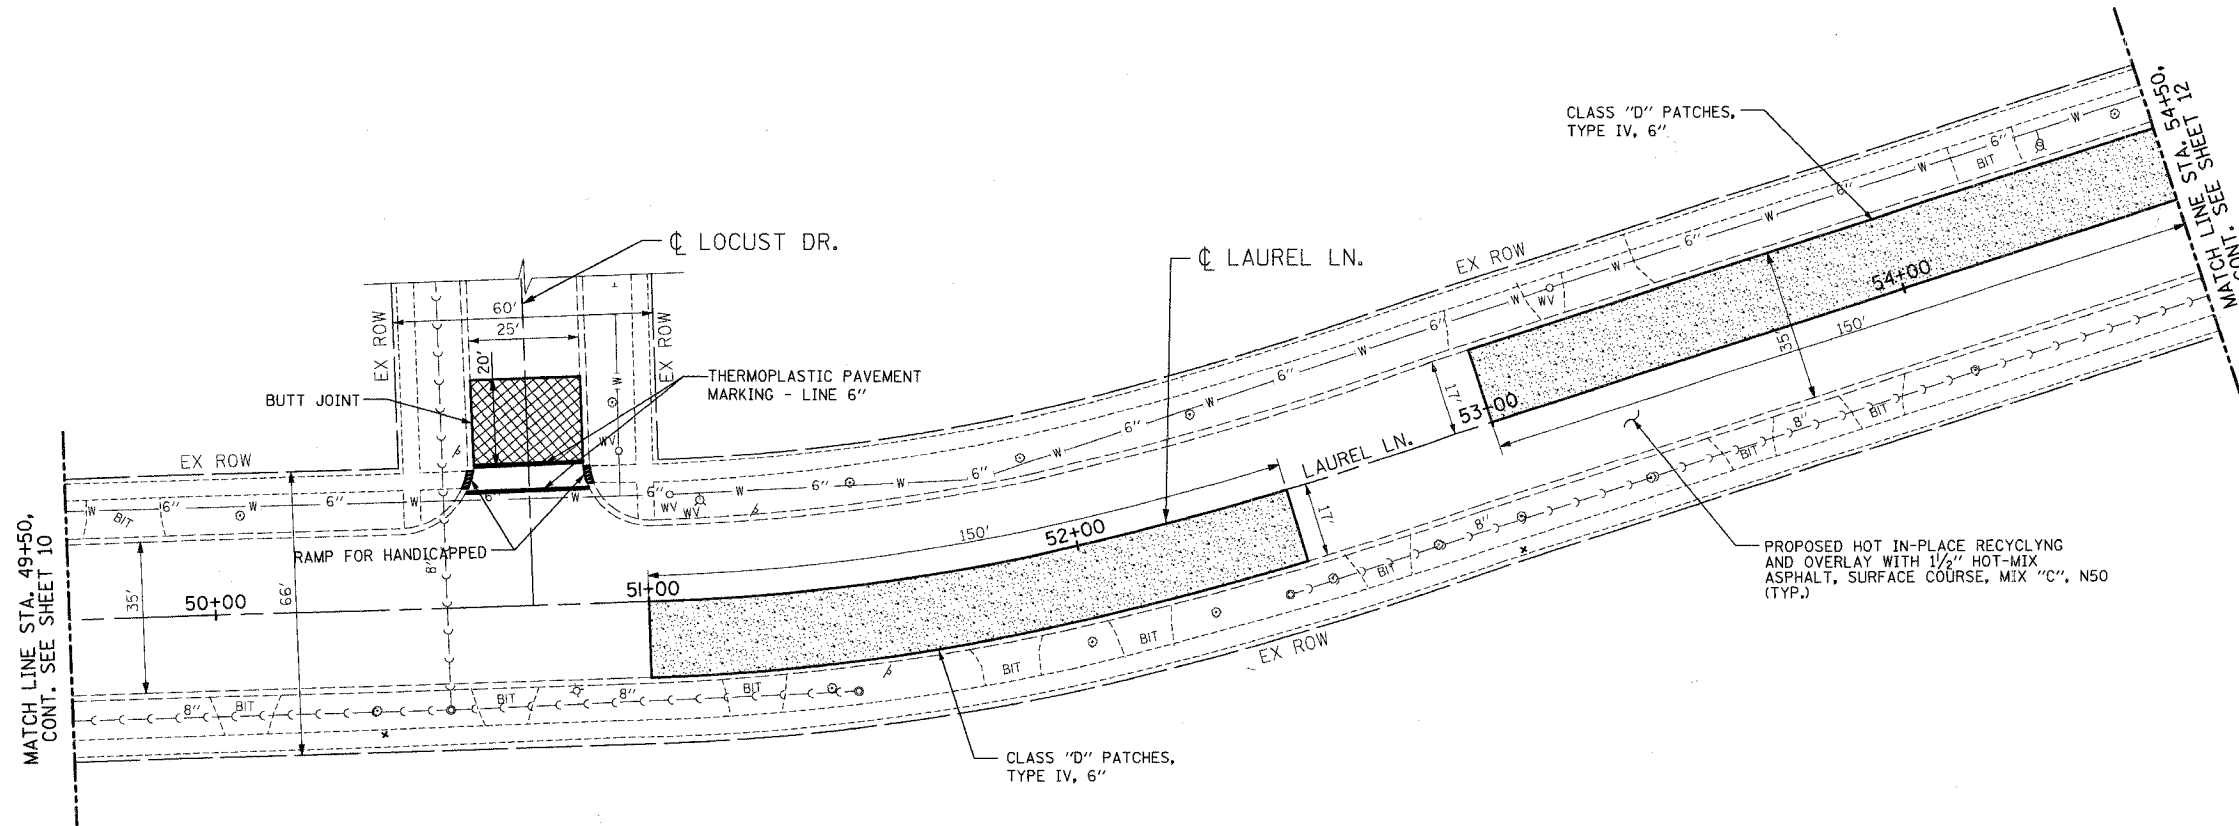 CLASS "D" PATCHES,
TYPE IV, 6"
MATCH LINE STA. 54+50,
CONT. SEE SHEET 12
℄ LOCUST DR.
℄ LAUREL LN.
EX ROW
60'
25'
20'
EX ROW
EX ROW
THERMOPLASTIC PAVEMENT
MARKING - LINE 6"
BUTT JOINT
EX ROW
54+00
150'
35'
17'
53+00
LAUREL LN.
W 6" W 6" W 6" W 6" W 6" W 6" W 6" W 6" W 6" W 6" W
BIT
WV
WV
WV
WV
RAMP FOR HANDICAPPED
8'
150'
52+00
17'
51+00
50+00
35'
66'
MATCH LINE STA. 49+50,
CONT. SEE SHEET 10
PROPOSED HOT IN-PLACE RECYCLYNG
AND OVERLAY WITH 1½" HOT-MIX
ASPHALT, SURFACE COURSE, MIX "C", N50
(TYP.)
8" BIT BIT 8" BIT BIT BIT BIT 8" BIT 8" BIT
EX ROW
CLASS "D" PATCHES,
TYPE IV, 6"